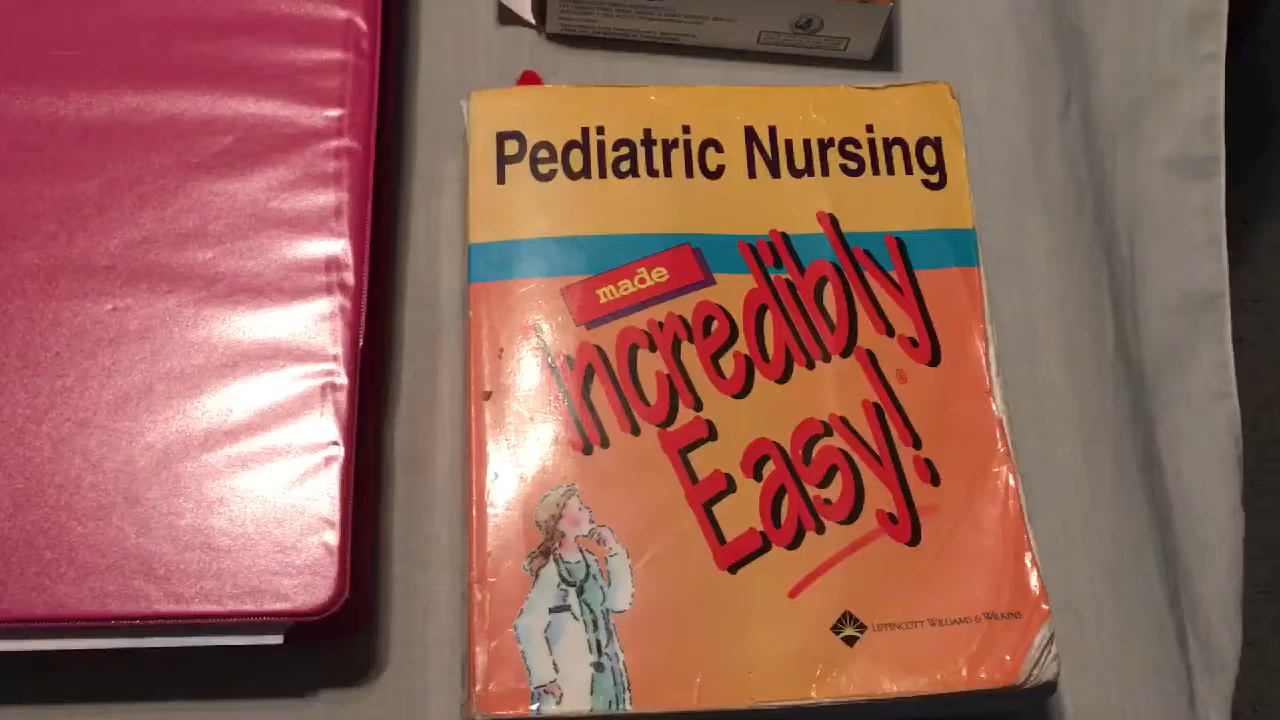 Pediatric Nursing
made
Incredibly
Easy!
LIPPINCOTT WILLIAMS & WILKINS